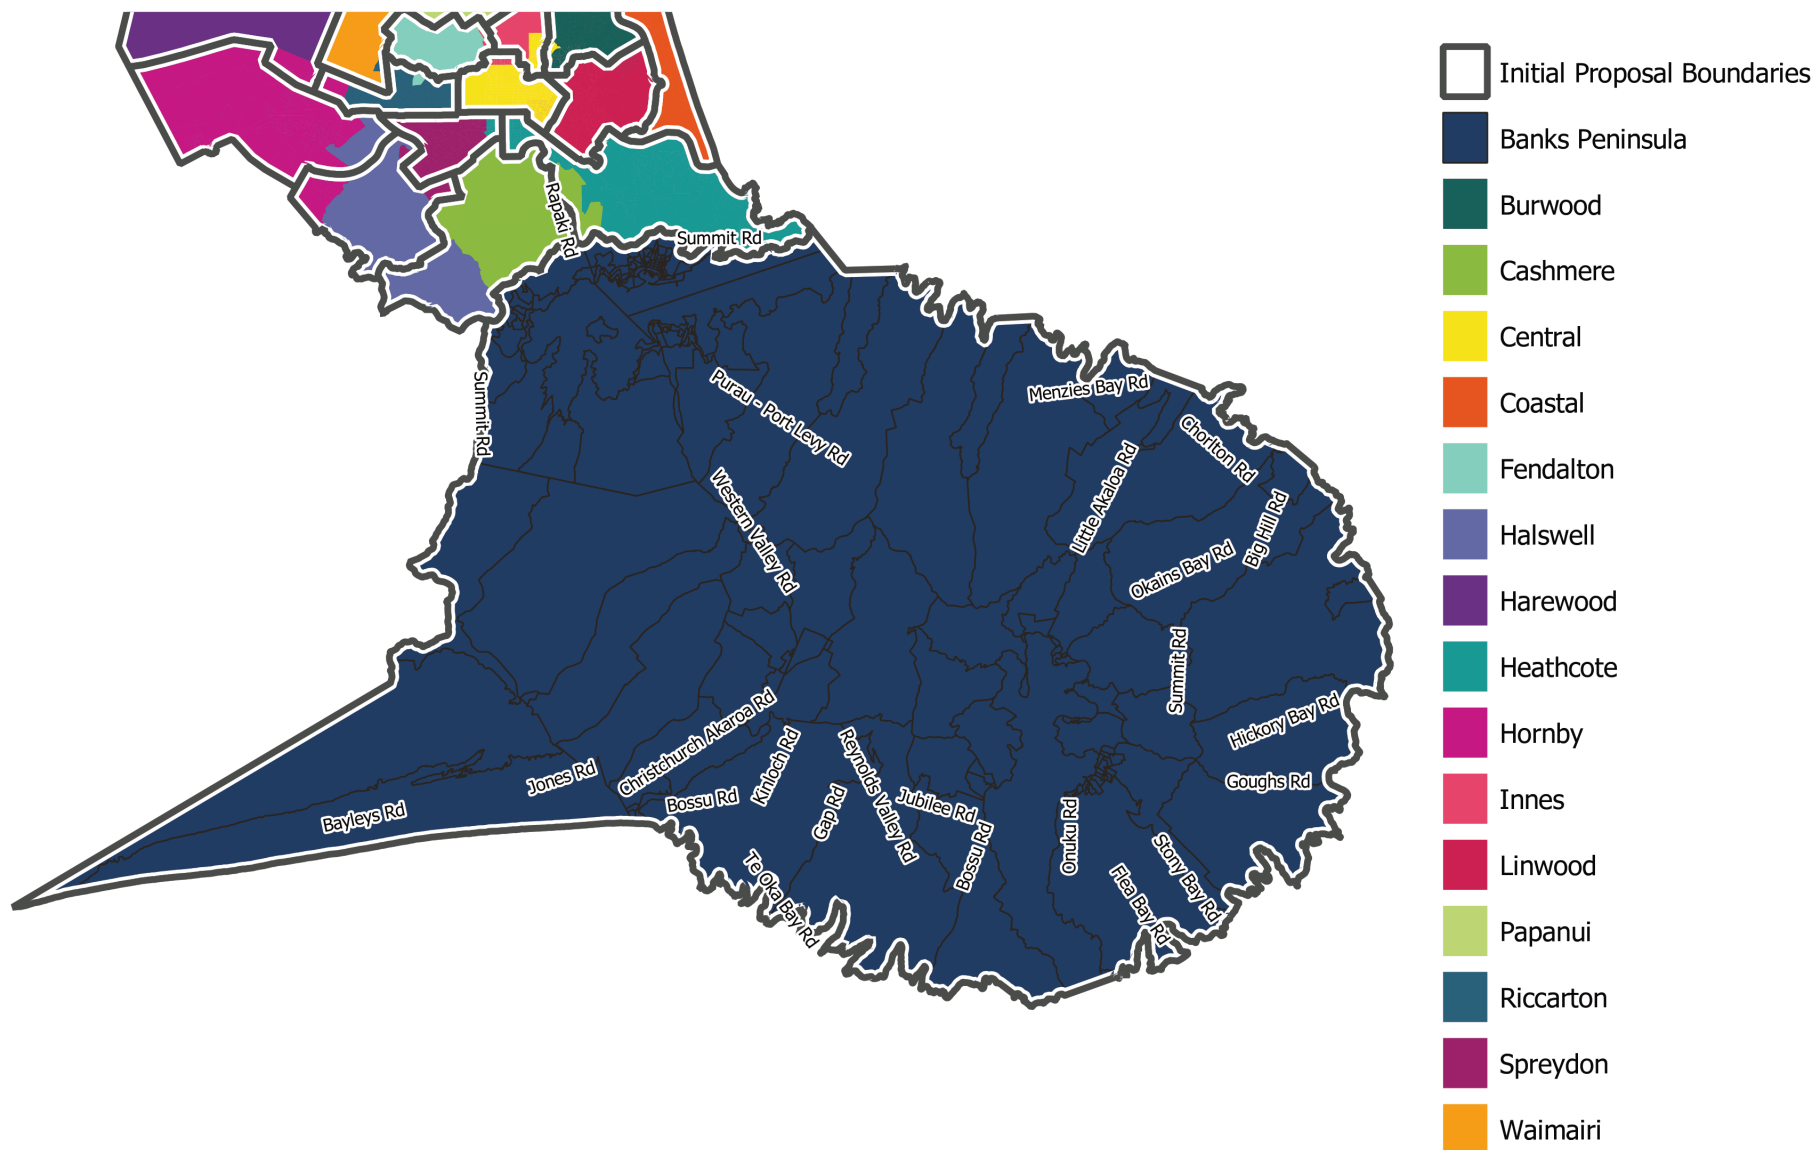 Initial Proposal Boundaries
Banks Peninsula
Burwood
Cashmere
Central
Coastal
Fendalton
Halswell
Harewood
Heathcote
Hornby
Innes
Linwood
Papanui
Riccarton
Spreydon
Waimairi
Rapaki Rd
Summit Rd
Summit Rd
Purau - Port Levy Rd
Menzies Bay Rd
Chorlton Rd
Little Akaloa Rd
Western Valley Rd
Big Hill Rd
Okains Bay Rd
Summit Rd
Hickory Bay Rd
Christchurch Akaroa Rd
Kinloch Rd
Reynolds Valley Rd
Jones Rd
Goughs Rd
Bossu Rd
Gap Rd
Jubilee Rd
Bayleys Rd
Bossu Rd
Onuku Rd
Stony Bay Rd
Te Oka Bay Rd
Flea Bay Rd